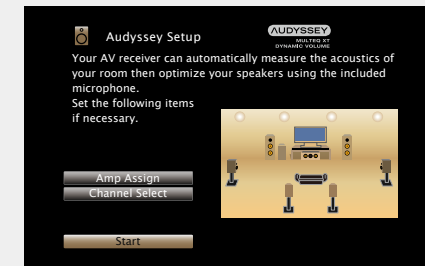 Audyssey Setup
AUDYSSEY
MULTEQ XT
DYNAMIC VOLUME
Your AV receiver can automatically measure the acoustics of
your room then optimize your speakers using the included
microphone.
Set the following items
if necessary.
Amp Assign
Channel Select
Start